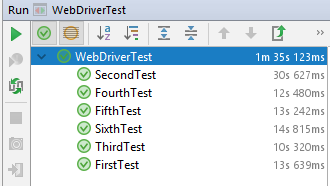 Run WebDriverTest
WebDriverTest 1m 35s 123ms
SecondTest 30s 627ms
FourthTest 12s 480ms
FifthTest 13s 242ms
SixthTest 14s 815ms
ThirdTest 10s 320ms
FirstTest 13s 639ms